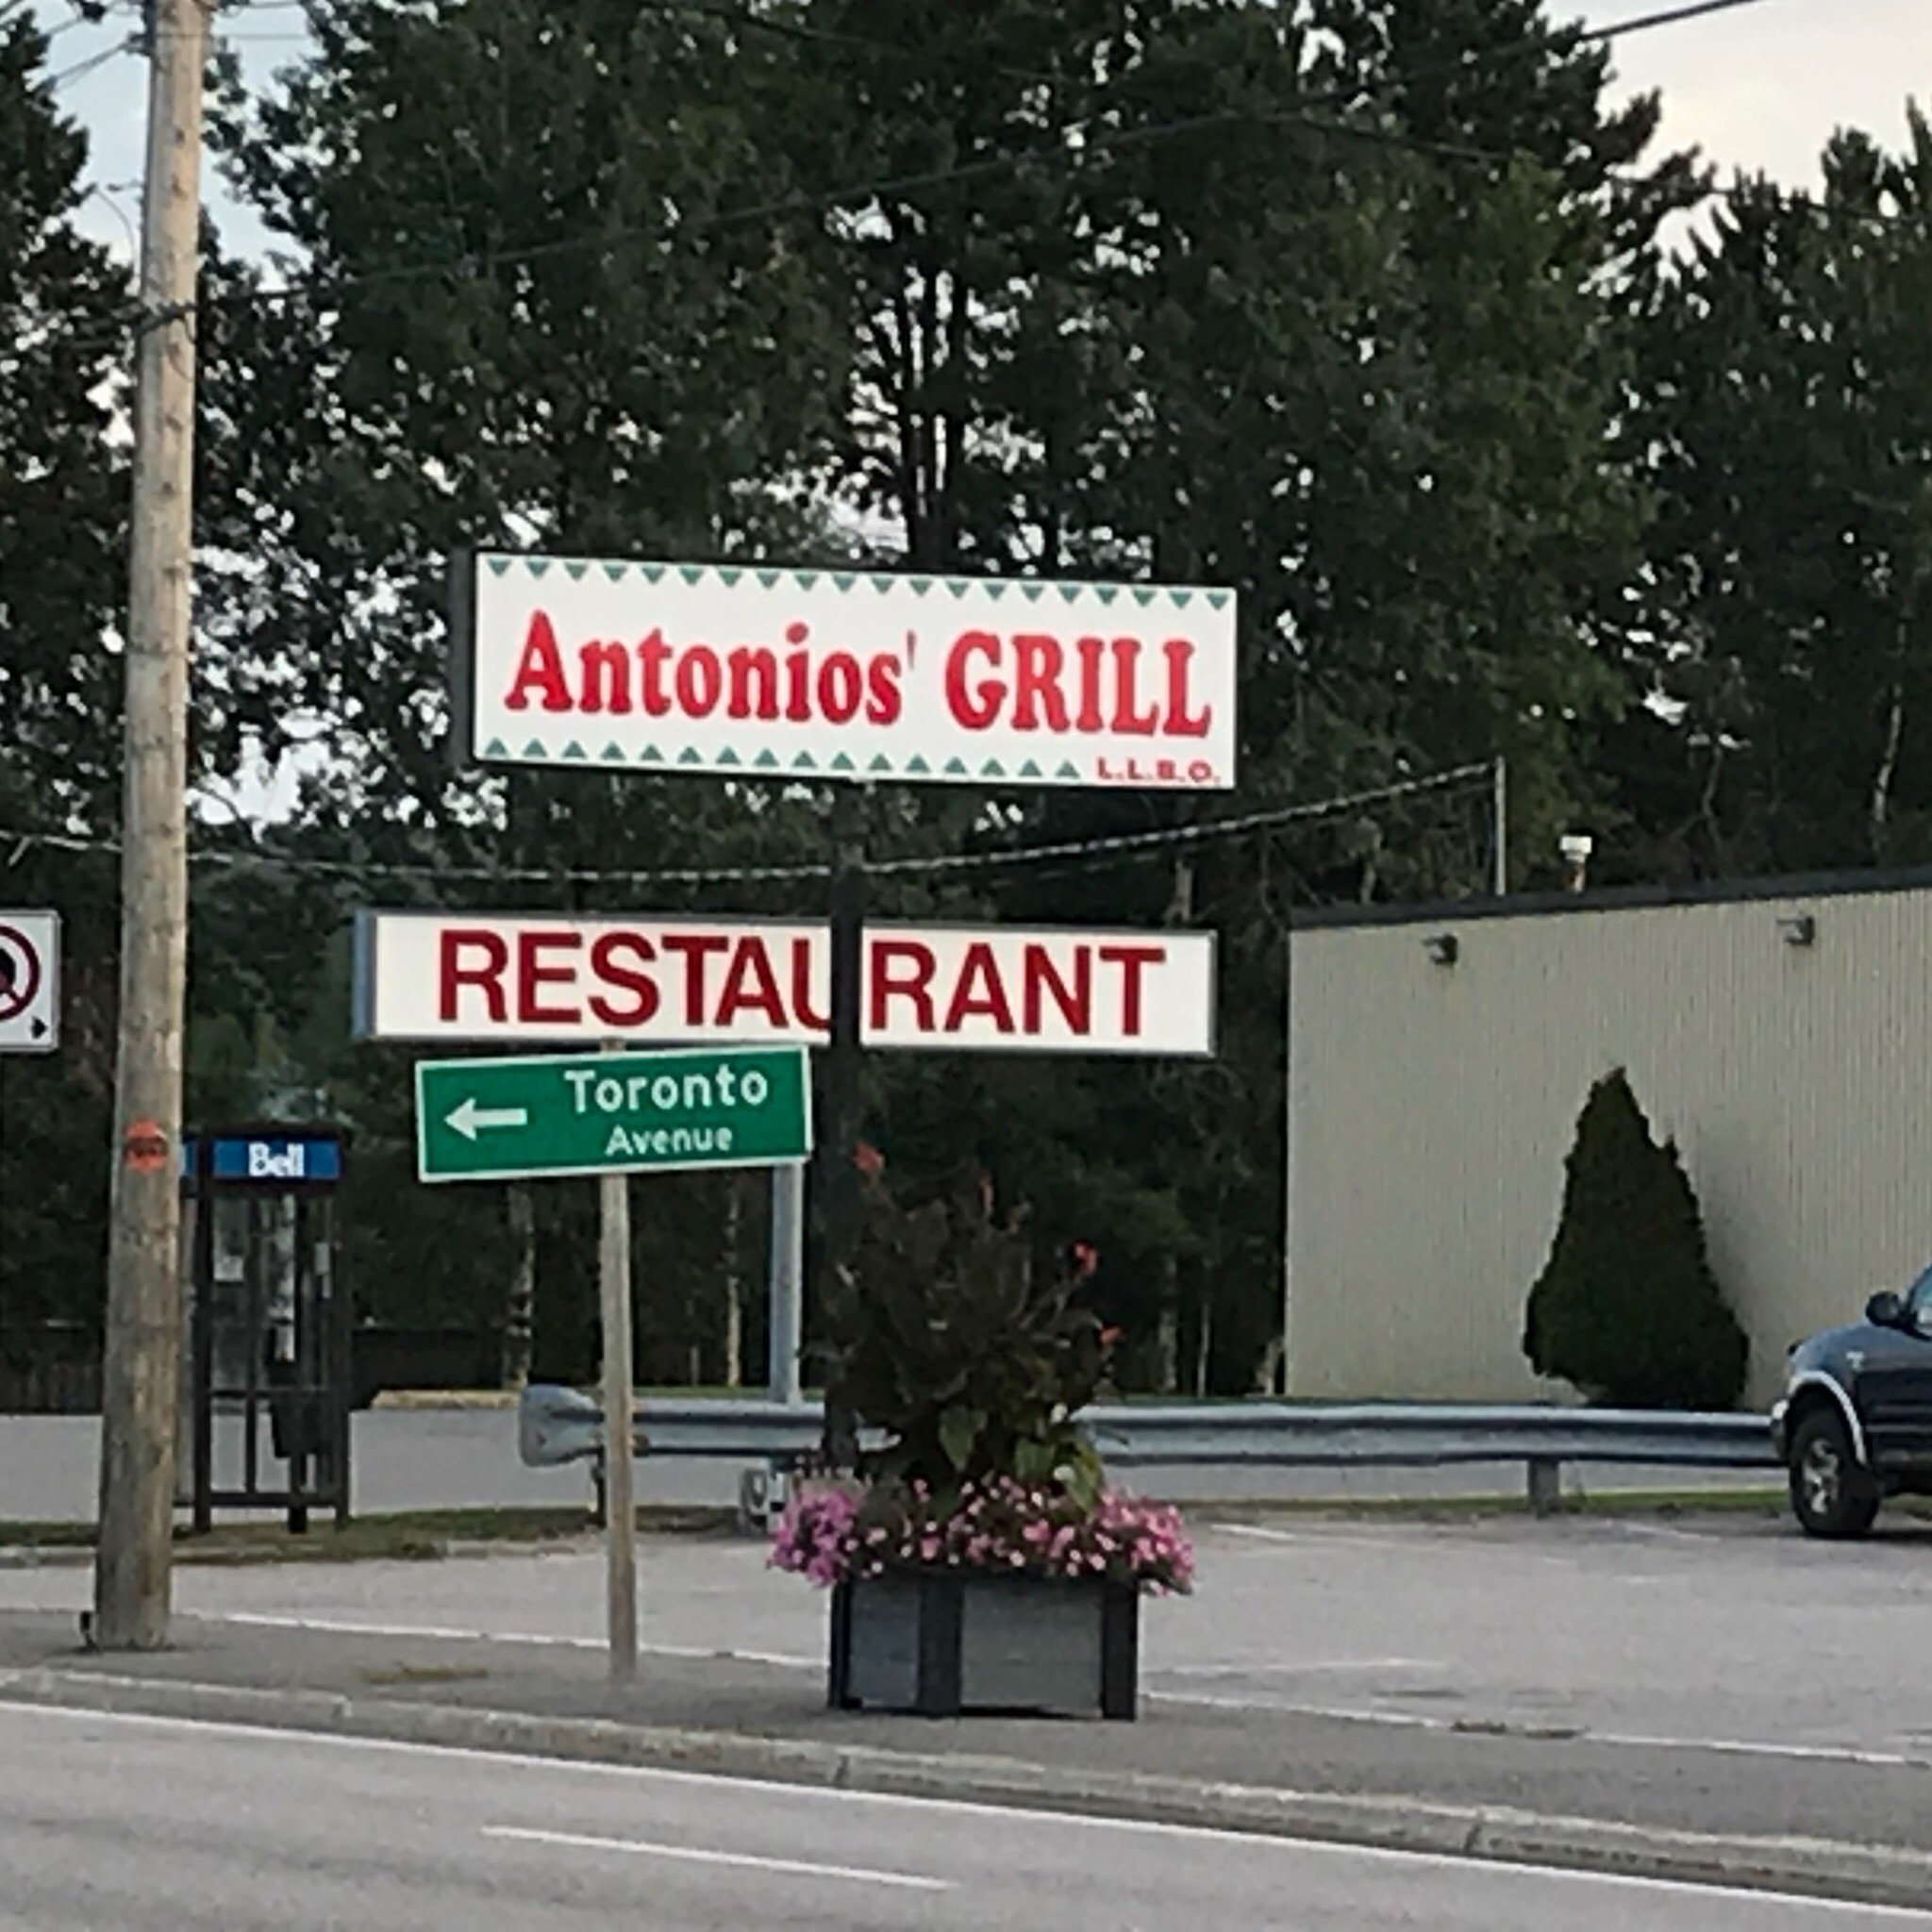 Antonios' GRILL
L.L.B.O.
RESTAURANT
Toronto
Avenue
Bell